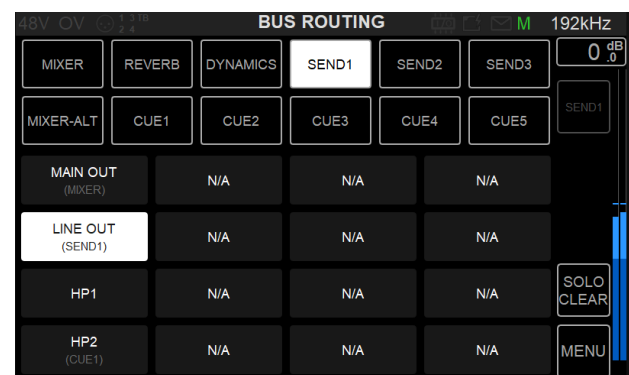 48V OV 1 3 TB BUS ROUTING M 192kHz
2 4
MIXER REVERB DYNAMICS SEND1 SEND2 SEND3 0 .0 dB
MIXER-ALT CUE1 CUE2 CUE3 CUE4 CUE5 SEND1
MAIN OUT N/A N/A N/A
(MIXER)
LINE OUT N/A N/A N/A
(SEND1)
HP1 N/A N/A N/A SOLO
CLEAR
HP2 N/A N/A N/A MENU
(CUE1)